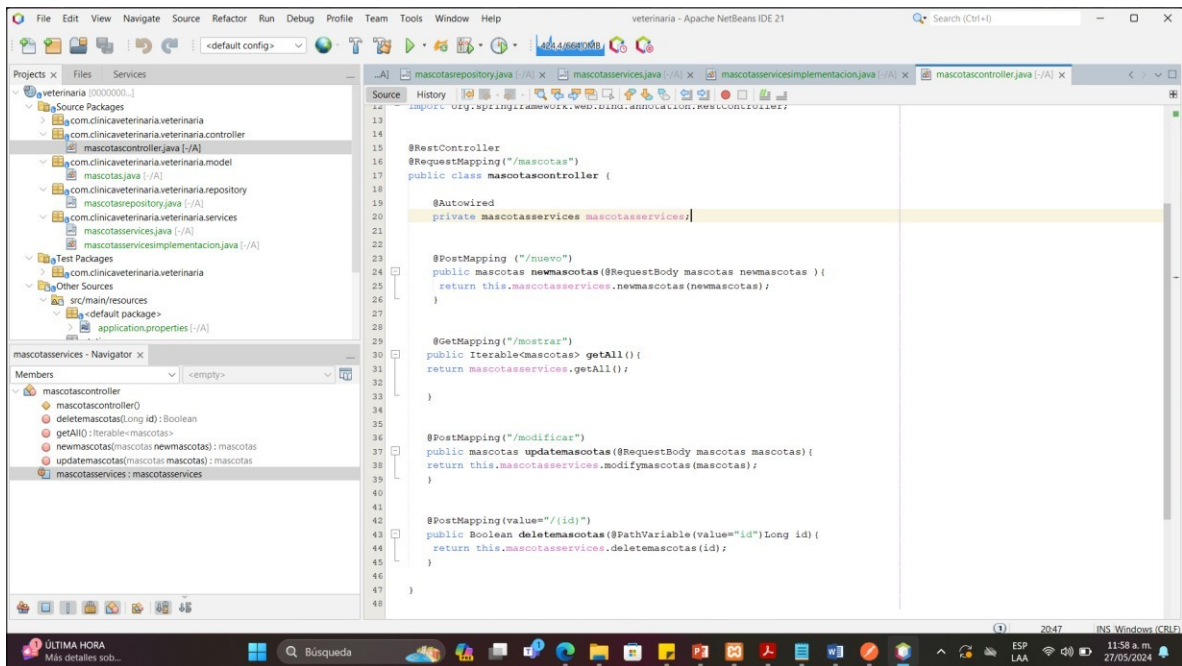 File Edit View Navigate Source Refactor Run Debug Profile Team Tools Window Help
veterinaria - Apache NetBeans IDE 21
Search (Ctrl+I)
<default config>
Projects Files Services
veterinaria
Source Packages
com.clinicaveterinaria.veterinaria
com.clinicaveterinaria.veterinaria.controller
mascotascontroller.java [-/A]
com.clinicaveterinaria.veterinaria.model
mascotas.java [-/A]
com.clinicaveterinaria.veterinaria.repository
mascotasrepository.java [-/A]
com.clinicaveterinaria.veterinaria.services
mascotasservices.java [-/A]
mascotasservicesimplementacion.java [-/A]
Test Packages
com.clinicaveterinaria.veterinaria
Other Sources
src/main/resources
<default package>
application.properties [-/A]
mascotasservices - Navigator
Members <empty>
mascotascontroller
mascotascontroller()
deletemascotas(Long id) : Boolean
getAll() : Iterable<mascotas>
newmascotas(mascotas newmascotas) : mascotas
updatemascotas(mascotas mascotas) : mascotas
mascotasservices : mascotasservices
...A] mascotasrepository.java [-/A] mascotasservices.java [-/A] mascotasservicesimplementacion.java [-/A] mascotascontroller.java [-/A]
Source History
12 import org.springframework.web.bind.annotation.RestController;
13
14
15 @RestController
16 @RequestMapping("/mascotas")
17 public class mascotascontroller {
18
19 @Autowired
20 private mascotasservices mascotasservices;
21
22
23 @PostMapping ("/nuevo")
24 public mascotas newmascotas(@RequestBody mascotas newmascotas ){
25 return this.mascotasservices.newmascotas(newmascotas);
26 }
27
28
29 @GetMapping("/mostrar")
30 public Iterable<mascotas> getAll(){
31 return mascotasservices.getAll();
32
33 }
34
35
36 @PostMapping("/modificar")
37 public mascotas updatemascotas(@RequestBody mascotas mascotas){
38 return this.mascotasservices.modifymascotas(mascotas);
39 }
40
41
42 @PostMapping(value="/{id}")
43 public Boolean deletemascotas(@PathVariable(value="id")Long id){
44 return this.mascotasservices.deletemascotas(id);
45 }
46
47 }
48
20:47 INS Windows (CRLF)
ÚLTIMA HORA
Más detalles sob...
Búsqueda
ESP
LAA
11:58 a. m.
27/05/2024